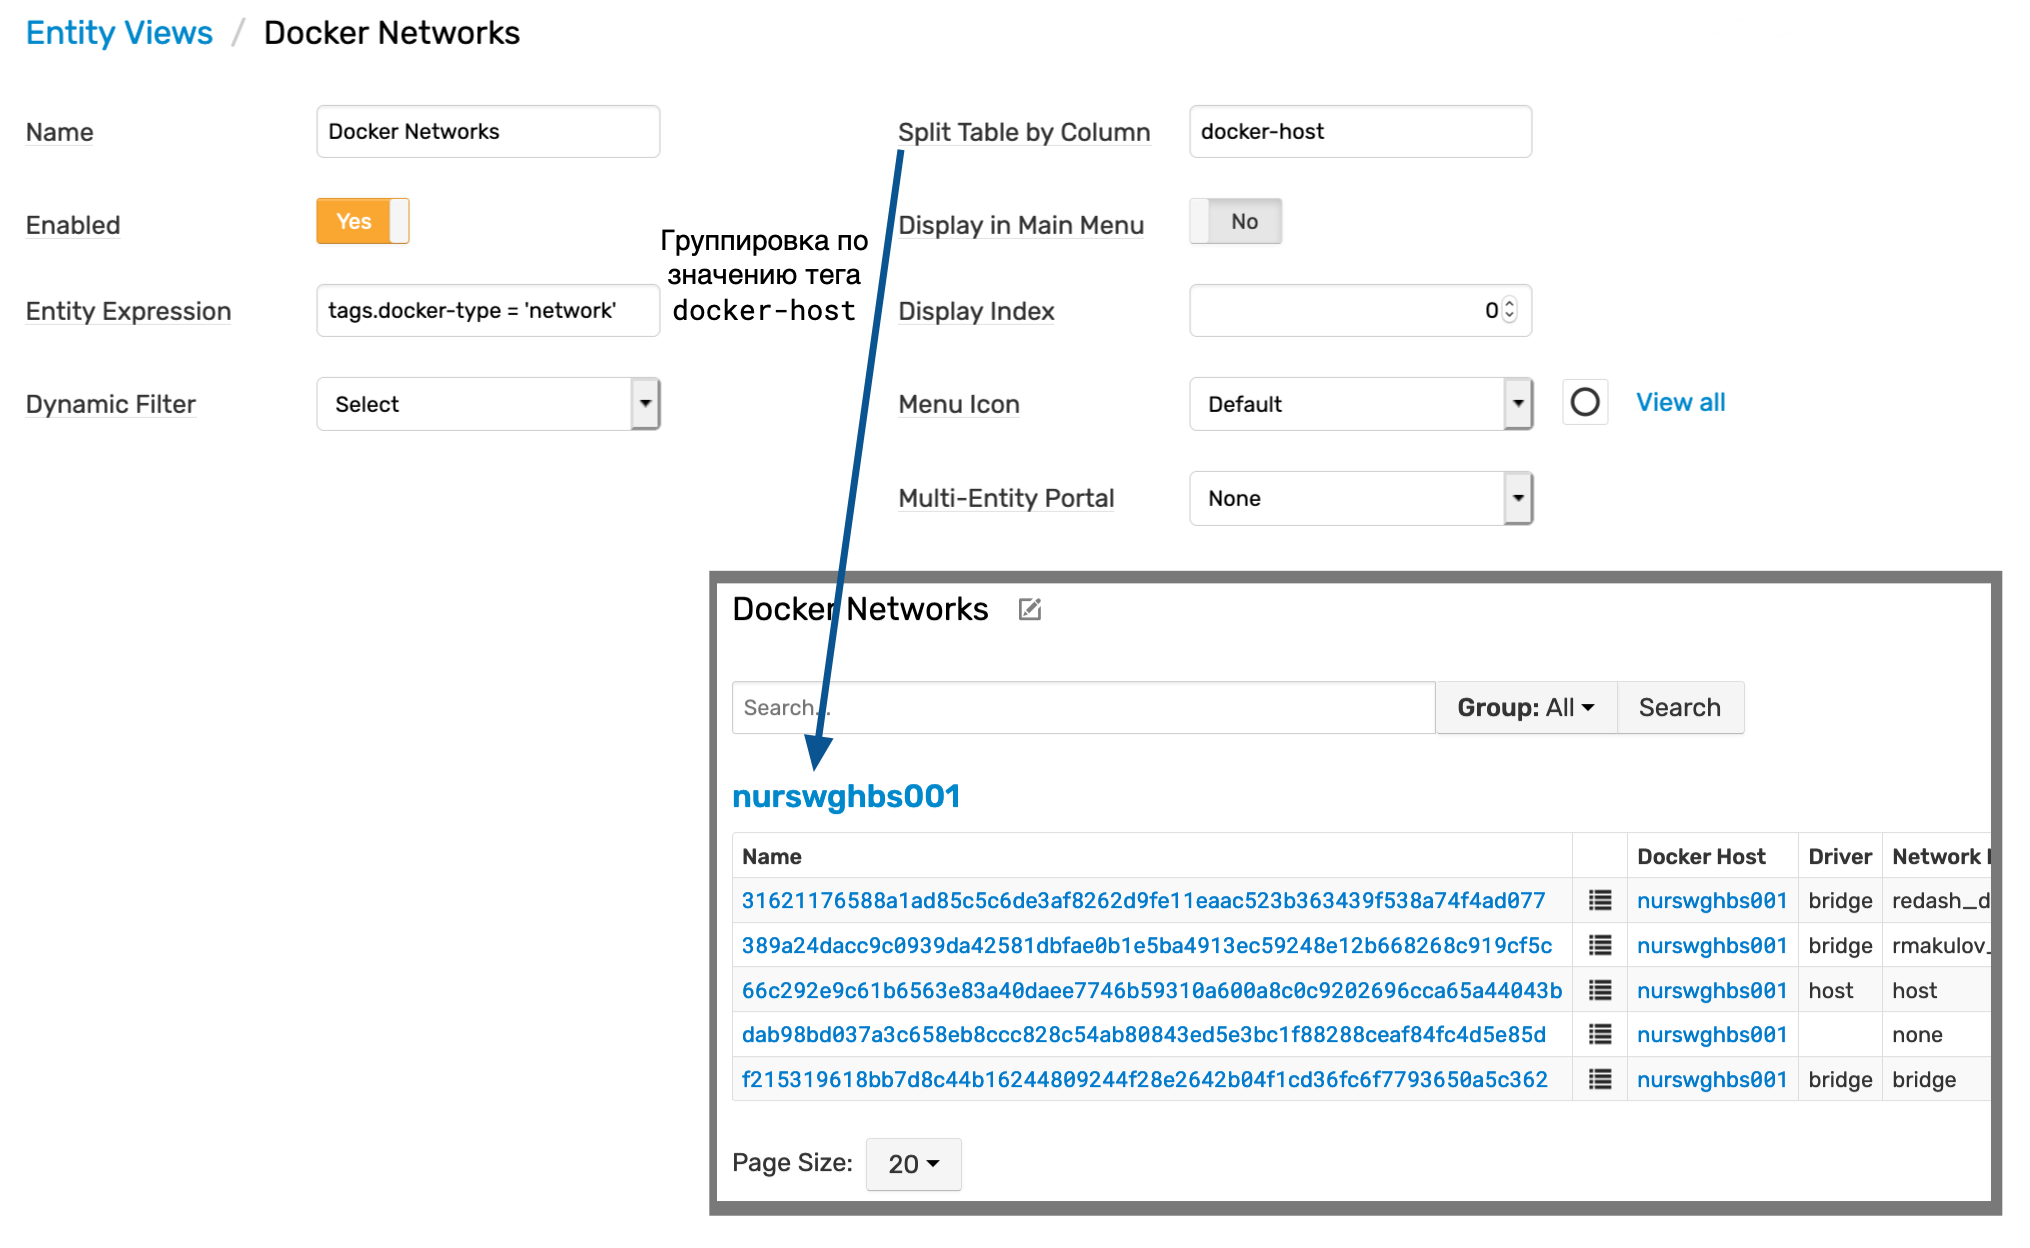 Entity Views / Docker Networks
Name
Docker Networks
Split Table by Column
docker-host
Enabled
Yes
Display in Main Menu
No
Группировка по
значению тега
docker-host
Entity Expression
tags.docker-type = 'network'
Display Index
0
Dynamic Filter
Select
Menu Icon
Default
View all
Multi-Entity Portal
None
Docker Networks
Search...
Group: All
Search
nurswghbs001
Name Docker Host Driver Network
31621176588a1ad85c5c6de3af8262d9fe11eaac523b363439f538a74f4ad077 nurswghbs001 bridge redash_d
389a24dacc9c0939da42581dbfae0b1e5ba4913ec59248e12b668268c919cf5c nurswghbs001 bridge rmakulov_
66c292e9c61b6563e83a40daee7746b59310a600a8c0c9202696cca65a44043b nurswghbs001 host host
dab98bd037a3c658eb8ccc828c54ab80843ed5e3bc1f88288ceaf84fc4d5e85d nurswghbs001 none
f215319618bb7d8c44b16244809244f28e2642b04f1cd36fc6f7793650a5c362 nurswghbs001 bridge bridge
Page Size: 20